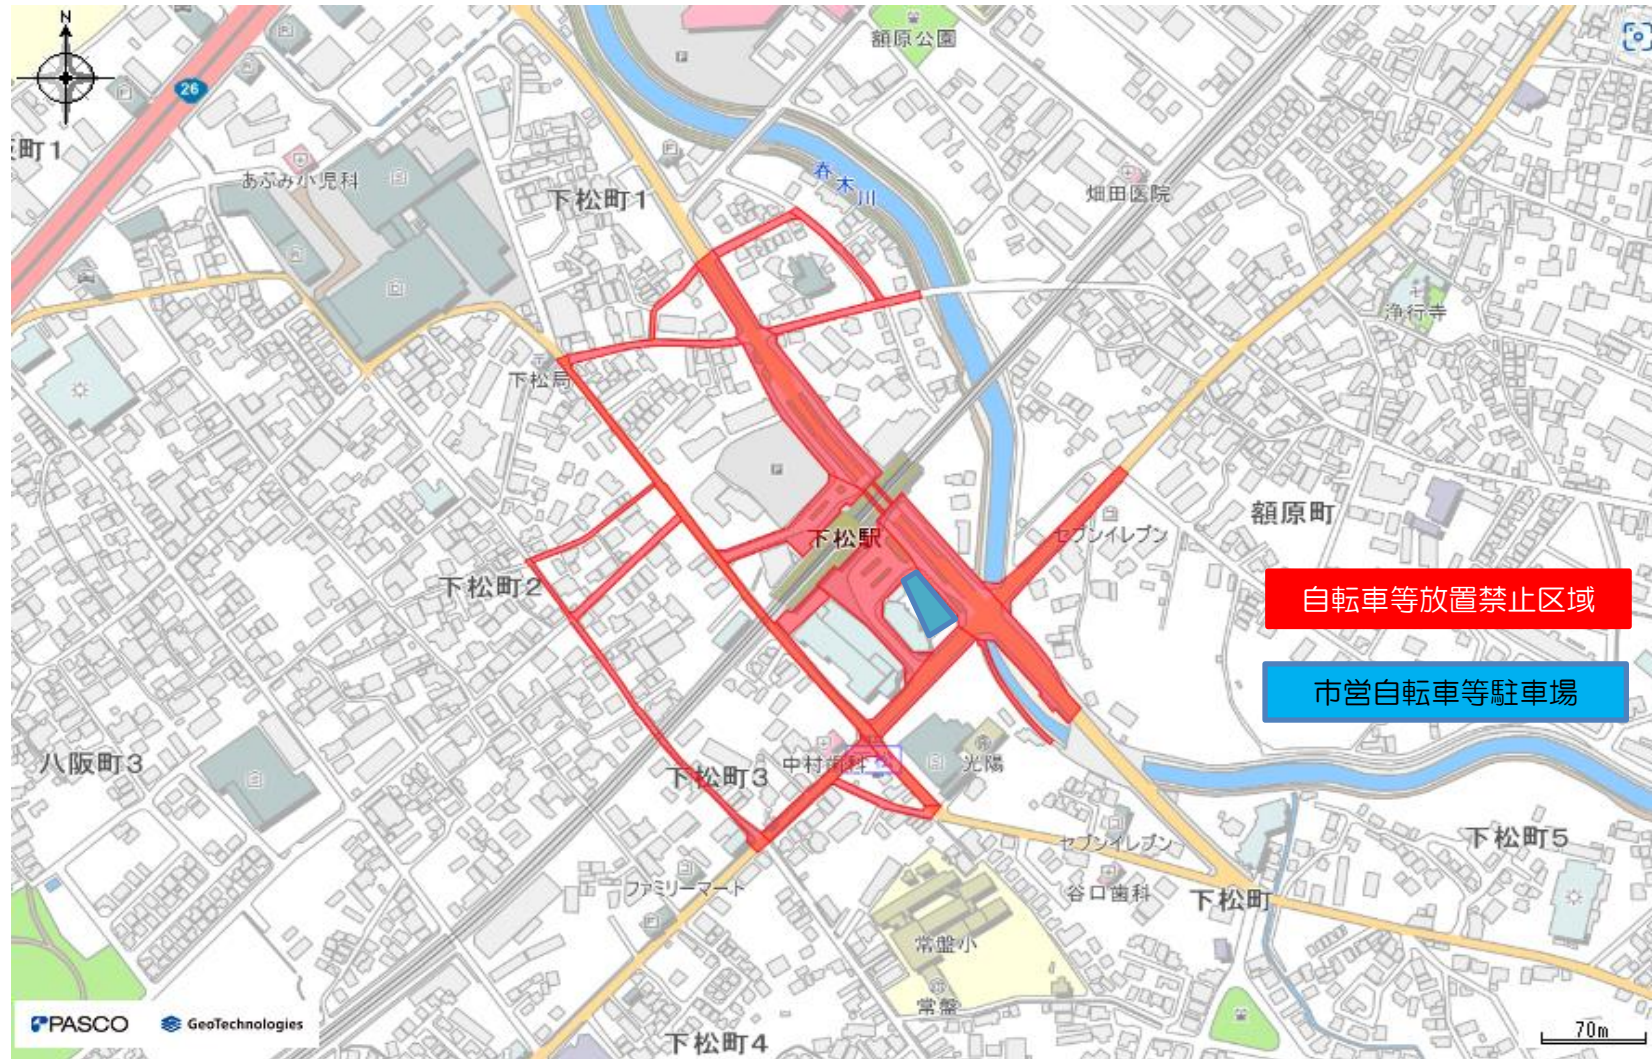 N
26
額原公園
町1
あぶみ小児科
下松町1
春木川
畑田医院
浄行寺
下松局
下松駅
セブンイレブン
額原町
下松町2
自転車等放置禁止区域
市営自転車等駐車場
八阪町3
下松町3
中村歯科
光陽
セブンイレブン
下松町5
ファミリーマート
谷口歯科
下松町
常盤小
常盤
PASCO
GeoTechnologies
下松町4
70m